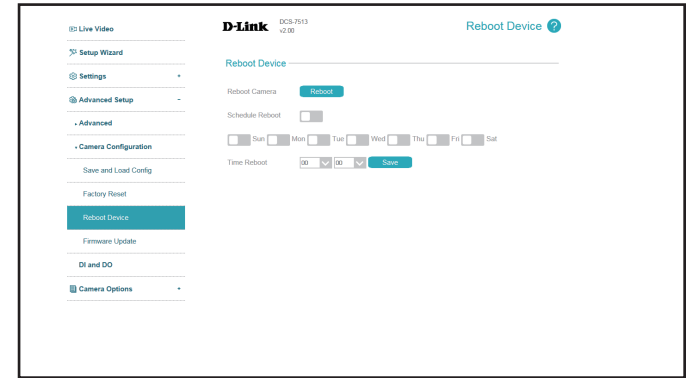 Live Video
Setup Wizard
Settings +
Advanced Setup -
• Advanced
• Camera Configuration
Save and Load Config
Factory Reset
Reboot Device
Firmware Update
DI and DO
Camera Options +
D-Link DCS-7513
v2.00
Reboot Device ?
Reboot Device
Reboot Camera Reboot
Schedule Reboot
Sun Mon Tue Wed Thu Fri Sat
Time Reboot 00 00 Save